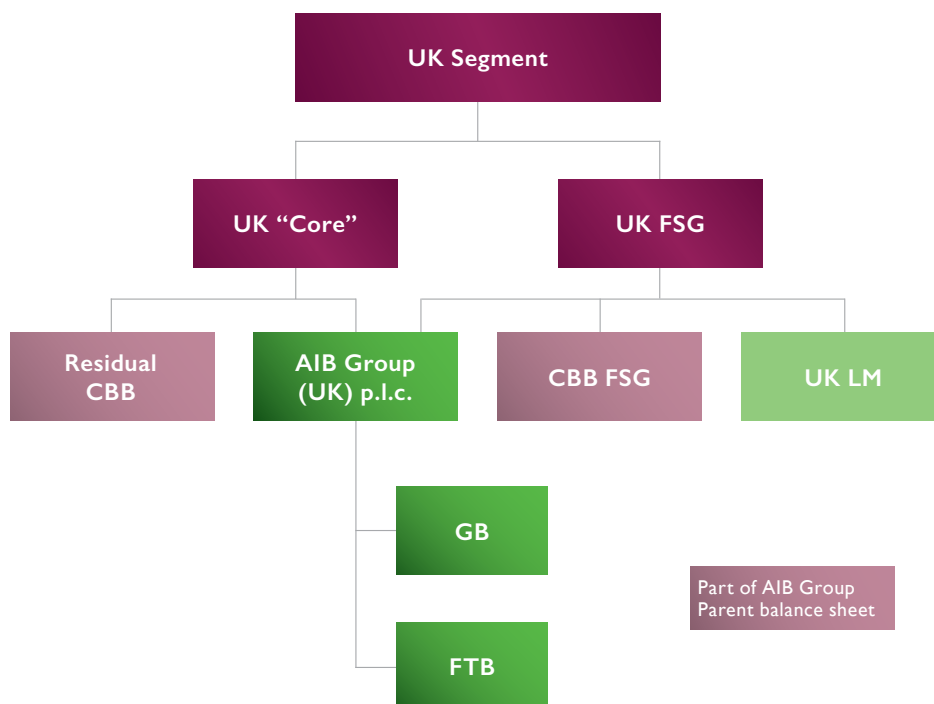 UK Segment
UK “Core”
UK FSG
Residual
CBB
AIB Group
(UK) p.l.c.
CBB FSG
UK LM
GB
Part of AIB Group
Parent balance sheet
FTB